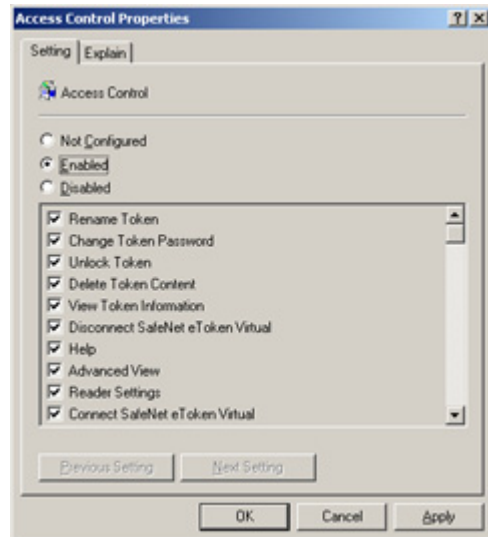 Access Control Properties
Setting
Explain
Access Control
Not Configured
Enabled
Disabled
Rename Token
Change Token Password
Unlock Token
Delete Token Content
View Token Information
Disconnect SafeNet eToken Virtual
Help
Advanced View
Reader Settings
Connect SafeNet eToken Virtual
Previous Setting
Next Setting
OK
Cancel
Apply